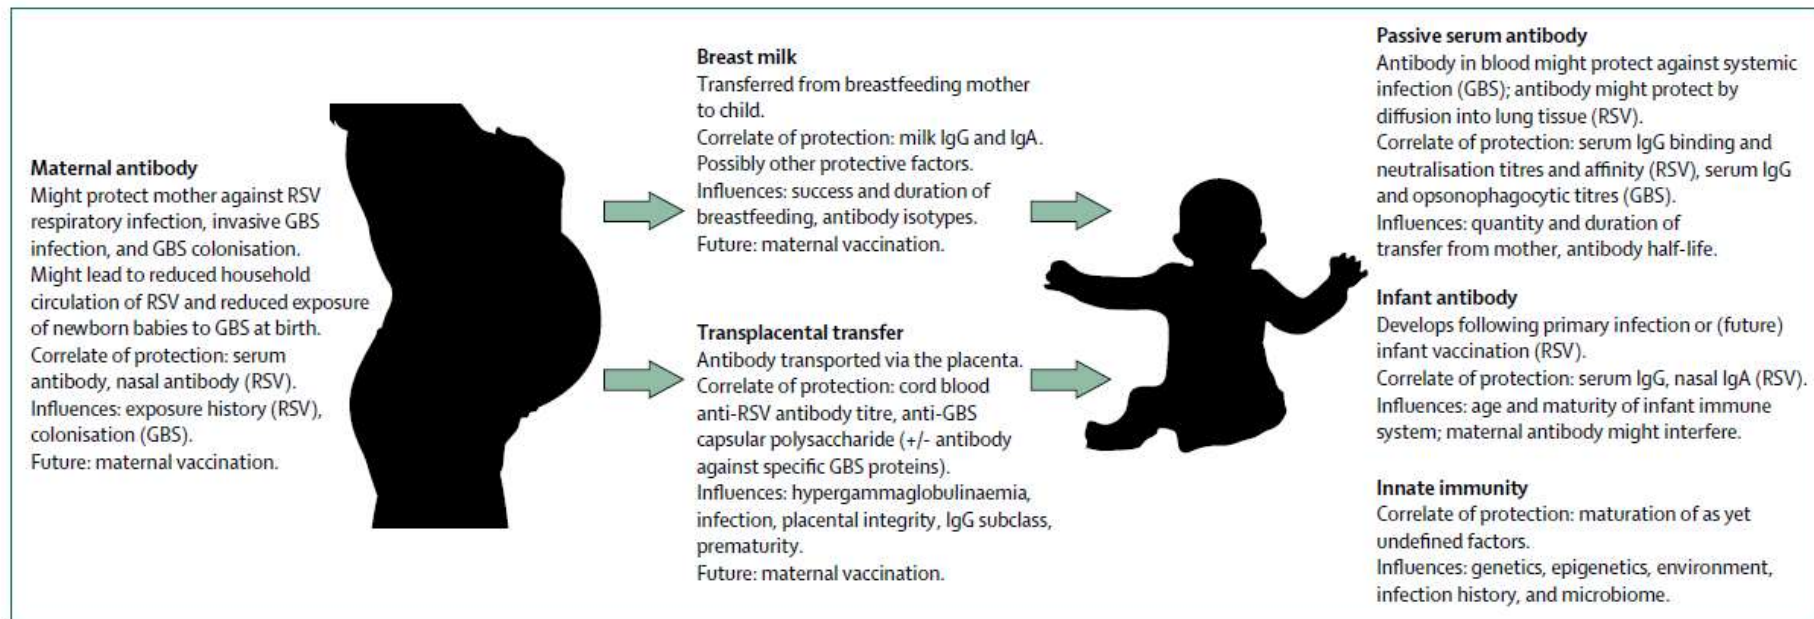 Maternal antibody
Might protect mother against RSV
respiratory infection, invasive GBS
infection, and GBS colonisation.
Might lead to reduced household
circulation of RSV and reduced exposure
of newborn babies to GBS at birth.
Correlate of protection: serum
antibody, nasal antibody (RSV).
Influences: exposure history (RSV),
colonisation (GBS).
Future: maternal vaccination.
Breast milk
Transferred from breastfeeding mother
to child.
Correlate of protection: milk IgG and IgA.
Possibly other protective factors.
Influences: success and duration of
breastfeeding, antibody isotypes.
Future: maternal vaccination.
Transplacental transfer
Antibody transported via the placenta.
Correlate of protection: cord blood
anti-RSV antibody titre, anti-GBS
capsular polysaccharide (+/- antibody
against specific GBS proteins).
Influences: hypergammaglobulinaemia,
infection, placental integrity, IgG subclass,
prematurity.
Future: maternal vaccination.
Passive serum antibody
Antibody in blood might protect against systemic
infection (GBS); antibody might protect by
diffusion into lung tissue (RSV).
Correlate of protection: serum IgG binding and
neutralisation titres and affinity (RSV), serum IgG
and opsonophagocytic titres (GBS).
Influences: quantity and duration of
transfer from mother, antibody half-life.
Infant antibody
Develops following primary infection or (future)
infant vaccination (RSV).
Correlate of protection: serum IgG, nasal IgA (RSV).
Influences: age and maturity of infant immune
system; maternal antibody might interfere.
Innate immunity
Correlate of protection: maturation of as yet
undefined factors.
Influences: genetics, epigenetics, environment,
infection history, and microbiome.